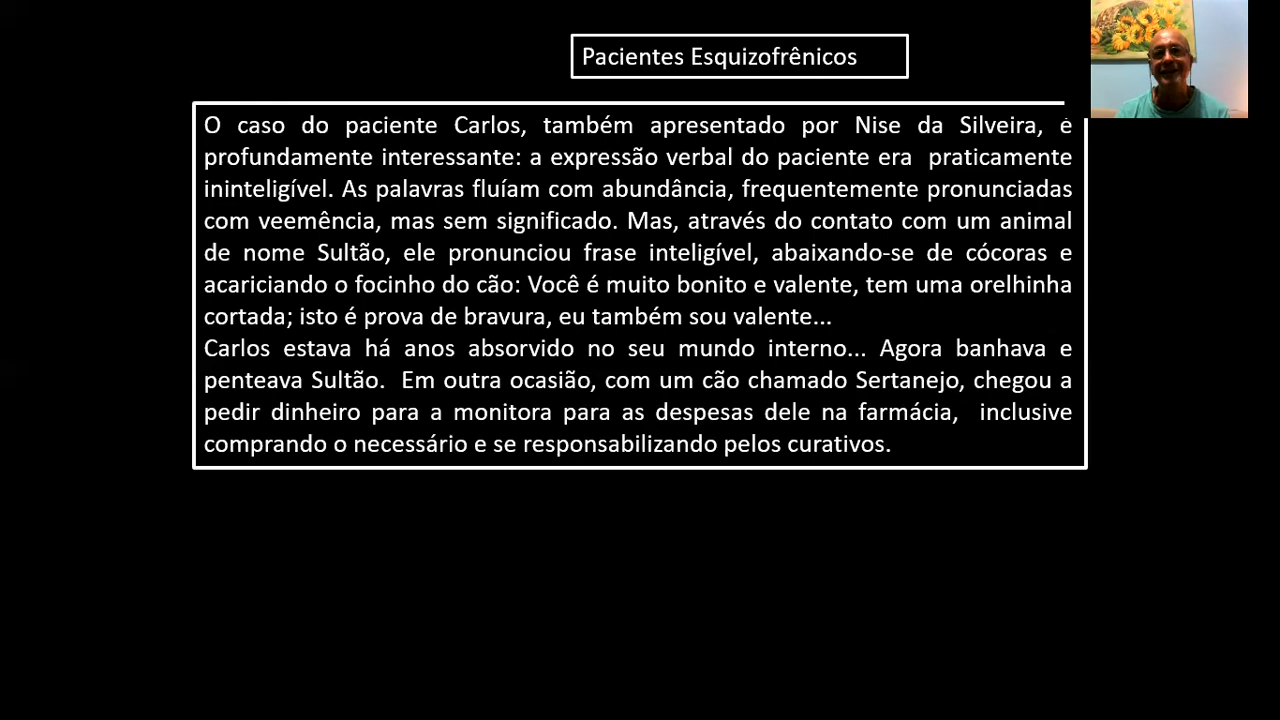 Pacientes Esquizofrênicos
O caso do paciente Carlos, também apresentado por Nise da Silveira, é
profundamente interessante: a expressão verbal do paciente era praticamente
ininteligível. As palavras fluíam com abundância, frequentemente pronunciadas
com veemência, mas sem significado. Mas, através do contato com um animal
de nome Sultão, ele pronunciou frase inteligível, abaixando-se de cócoras e
acariciando o focinho do cão: Você é muito bonito e valente, tem uma orelhinha
cortada; isto é prova de bravura, eu também sou valente...
Carlos estava há anos absorvido no seu mundo interno... Agora banhava e
penteava Sultão. Em outra ocasião, com um cão chamado Sertanejo, chegou a
pedir dinheiro para a monitora para as despesas dele na farmácia, inclusive
comprando o necessário e se responsabilizando pelos curativos.